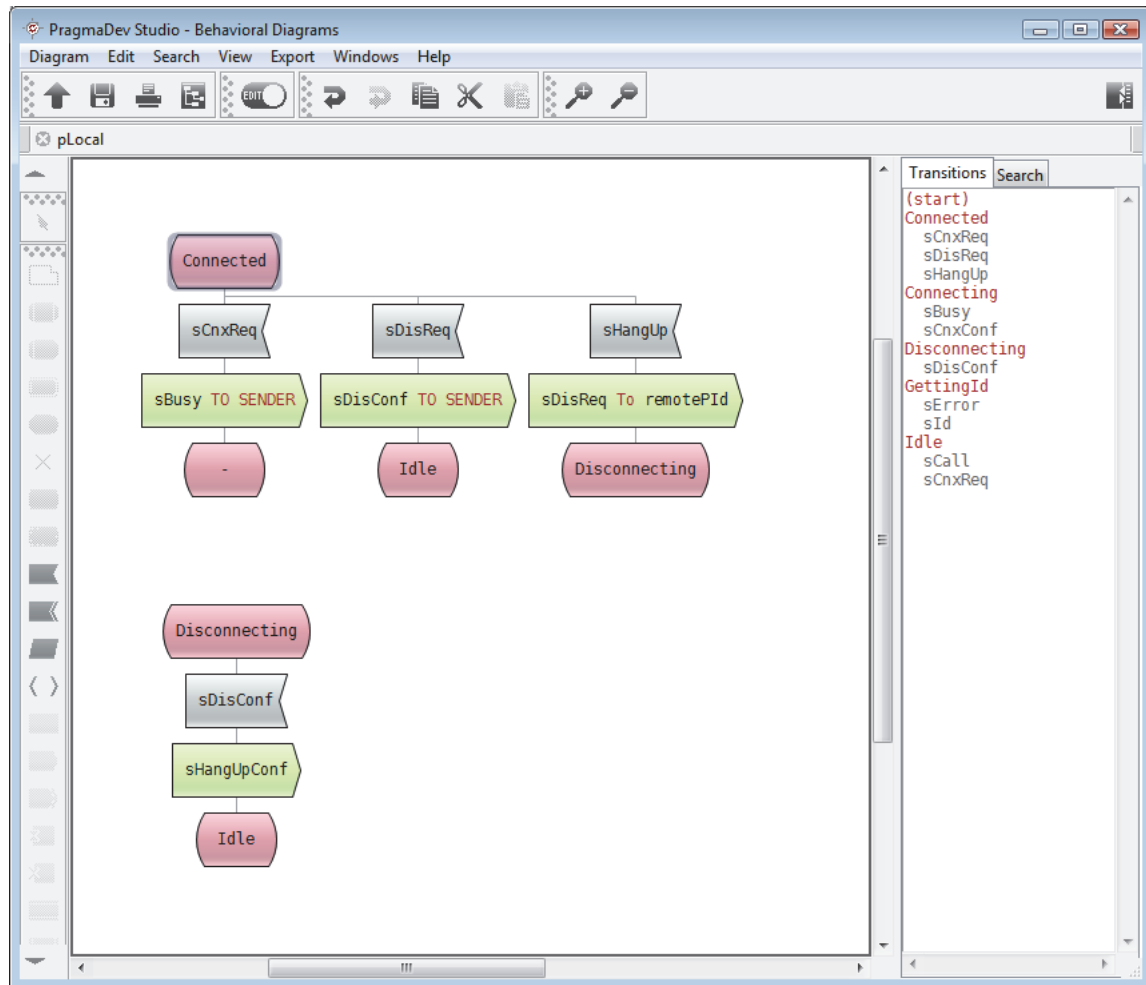 PragmaDev Studio - Behavioral Diagrams
Diagram Edit Search View Export Windows Help
EDIT
pLocal
Connected
sCnxReq sDisReq sHangUp
sBusy TO SENDER sDisConf TO SENDER sDisReq To remotePId
- Idle Disconnecting
Disconnecting
sDisConf
sHangUpConf
Idle
Transitions Search
(start)
Connected
sCnxReq
sDisReq
sHangUp
Connecting
sBusy
sCnxConf
Disconnecting
sDisConf
GettingId
sError
sId
Idle
sCall
sCnxReq